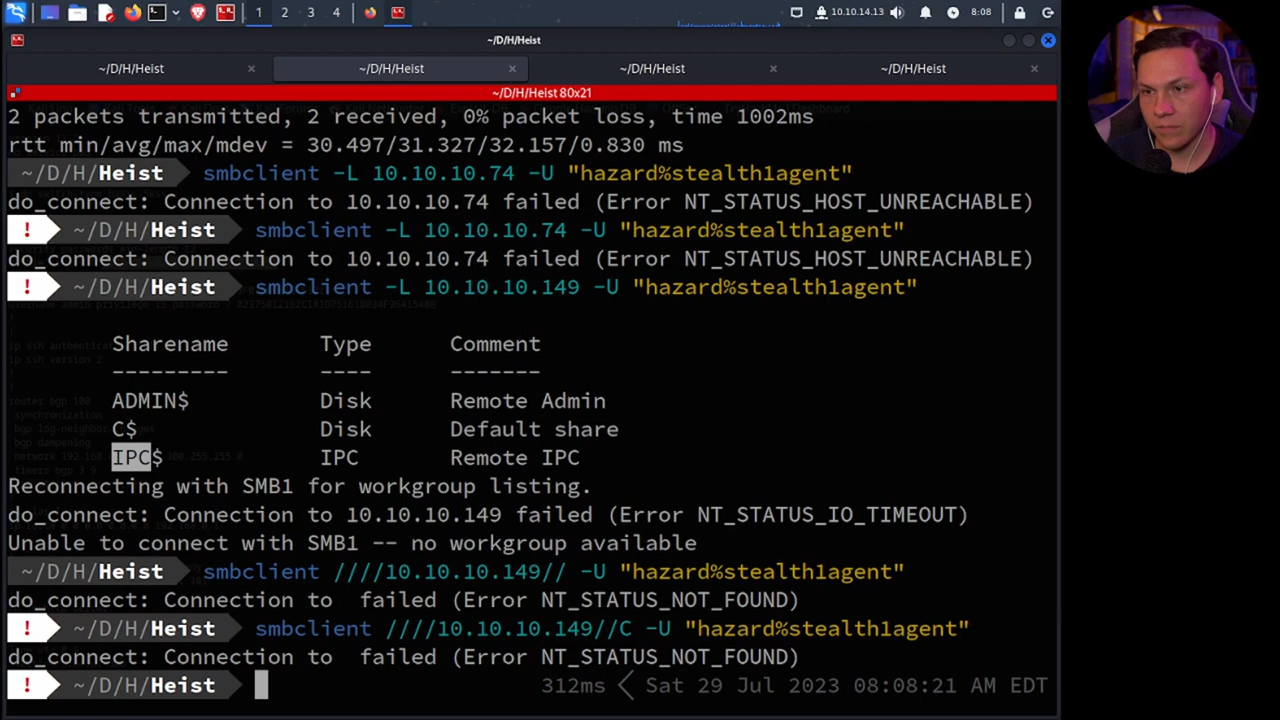 1 2 3 4 10.10.14.13 8:08
~/D/H/Heist
~/D/H/Heist × ~/D/H/Heist × ~/D/H/Heist × ~/D/H/Heist ×
~/D/H/Heist 80x21
2 packets transmitted, 2 received, 0% packet loss, time 1002ms
rtt min/avg/max/mdev = 30.497/31.327/32.157/0.830 ms
~/D/H/Heist smbclient -L 10.10.10.74 -U "hazard%stealth1agent"
do_connect: Connection to 10.10.10.74 failed (Error NT_STATUS_HOST_UNREACHABLE)
! ~/D/H/Heist smbclient -L 10.10.10.74 -U "hazard%stealth1agent"
do_connect: Connection to 10.10.10.74 failed (Error NT_STATUS_HOST_UNREACHABLE)
! ~/D/H/Heist smbclient -L 10.10.10.149 -U "hazard%stealth1agent"
Sharename Type Comment
--------- ---- -------
ADMIN$ Disk Remote Admin
C$ Disk Default share
IPC$ IPC Remote IPC
Reconnecting with SMB1 for workgroup listing.
do_connect: Connection to 10.10.10.149 failed (Error NT_STATUS_IO_TIMEOUT)
Unable to connect with SMB1 -- no workgroup available
~/D/H/Heist smbclient ////10.10.10.149// -U "hazard%stealth1agent"
do_connect: Connection to  failed (Error NT_STATUS_NOT_FOUND)
! ~/D/H/Heist smbclient ////10.10.10.149//C -U "hazard%stealth1agent"
do_connect: Connection to  failed (Error NT_STATUS_NOT_FOUND)
! ~/D/H/Heist 312ms < Sat 29 Jul 2023 08:08:21 AM EDT